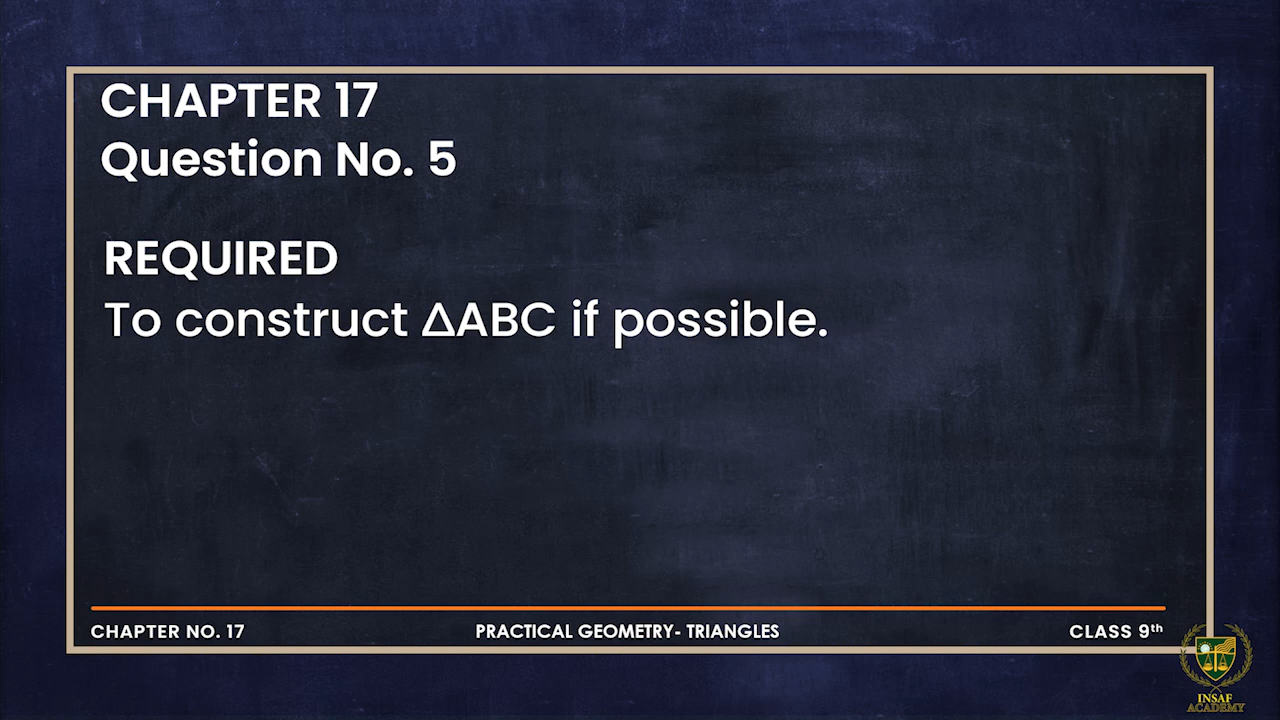 CHAPTER 17
Question No. 5
REQUIRED
To construct ΔABC if possible.
CHAPTER NO. 17
PRACTICAL GEOMETRY- TRIANGLES
CLASS 9th
INSAF
ACADEMY